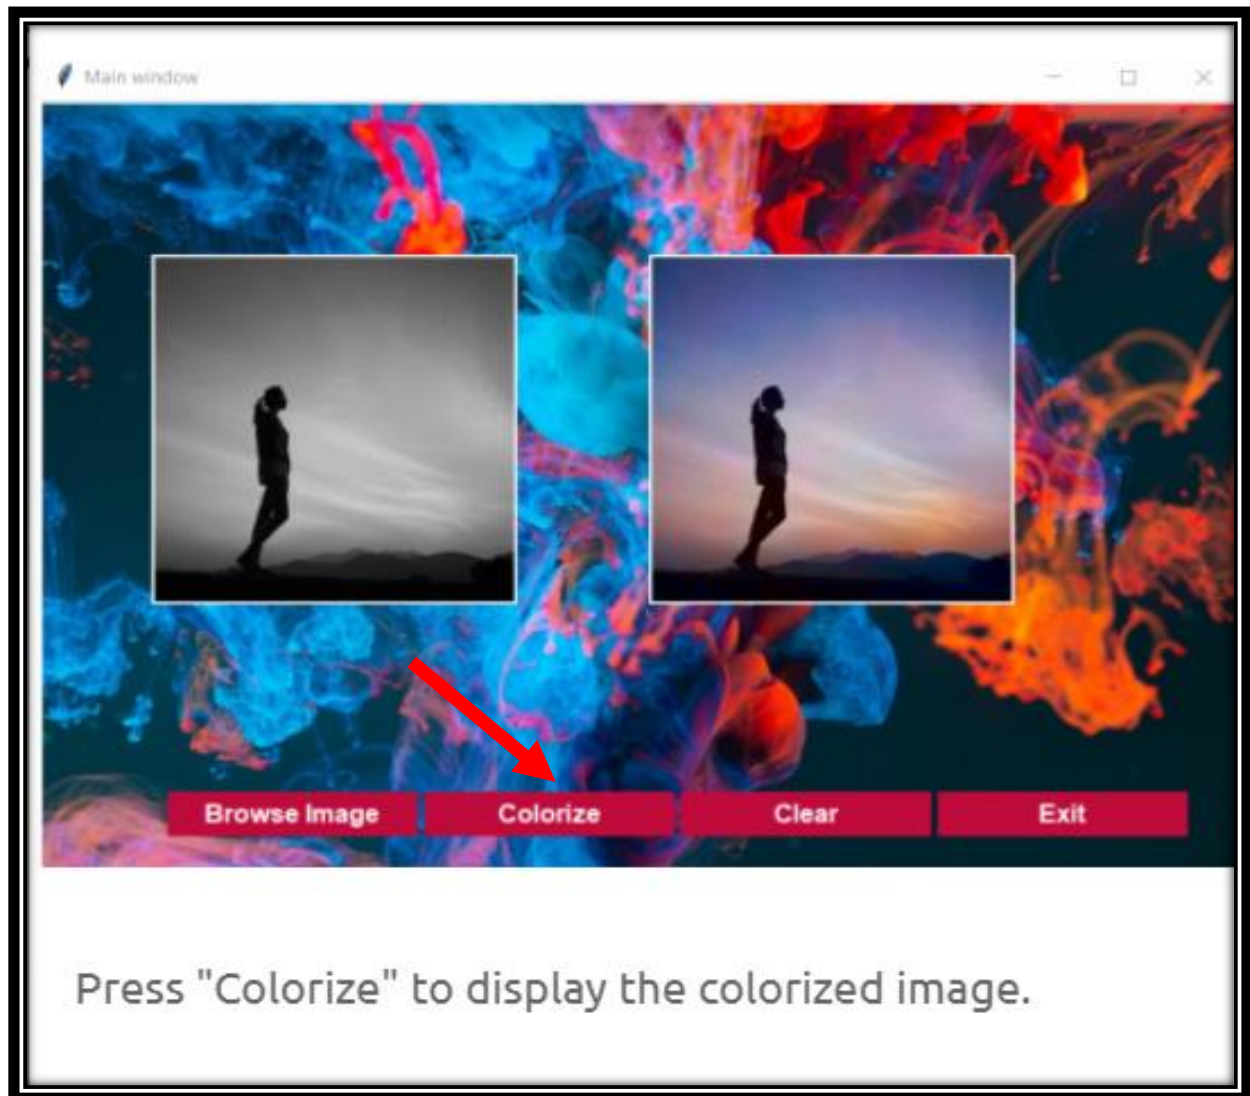 Main window
Browse Image Colorize Clear Exit
Press "Colorize" to display the colorized image.